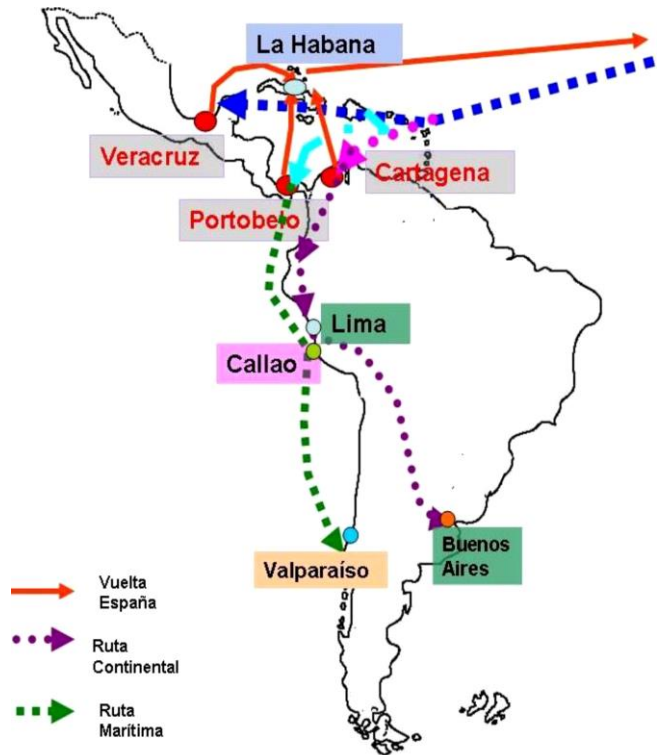 La Habana
Veracruz
Cartagena
Portobelo
Lima
Callao
Buenos
Aires
Valparaíso
Vuelta
España
Ruta
Continental
Ruta
Marítima